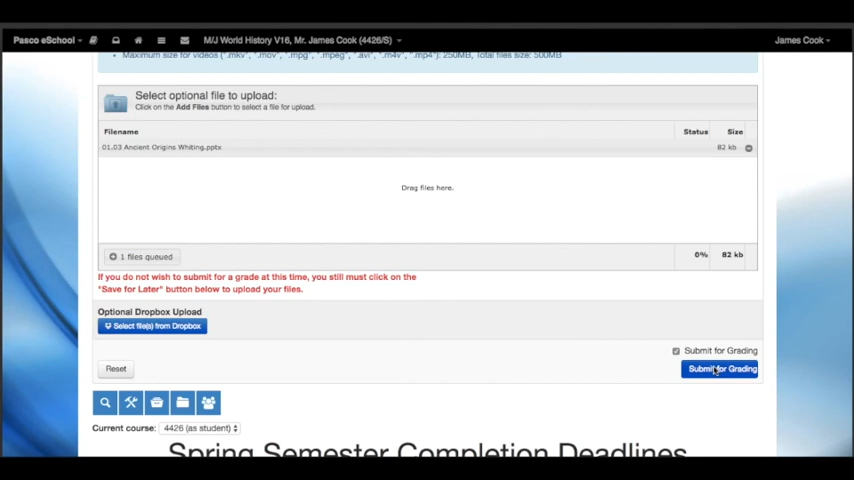 Pasco eSchool M/J World History V16, Mr. James Cook (4426/S) James Cook
• Maximum size for videos (".mkv", ".mov", ".mpg", ".mpeg", ".avi", ".m4v", ".mp4"): 250MB, Total files size: 500MB
Select optional file to upload:
Click on the Add Files button to select a file for upload.
Filename Status Size
01.03 Ancient Origins Whiting.pptx 82 kb
Drag files here.
1 files queued 0% 82 kb
If you do not wish to submit for a grade at this time, you still must click on the
"Save for Later" button below to upload your files.
Optional Dropbox Upload
Select file(s) from Dropbox
Submit for Grading
Reset Submit for Grading
Current course: 4426 (as student)
Spring Semester Completion Deadlines